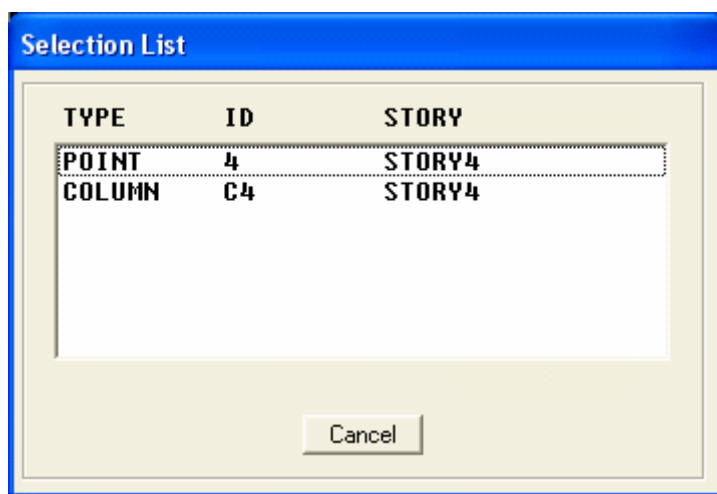 Selection List
TYPE ID STORY
POINT 4 STORY4
COLUMN C4 STORY4
Cancel